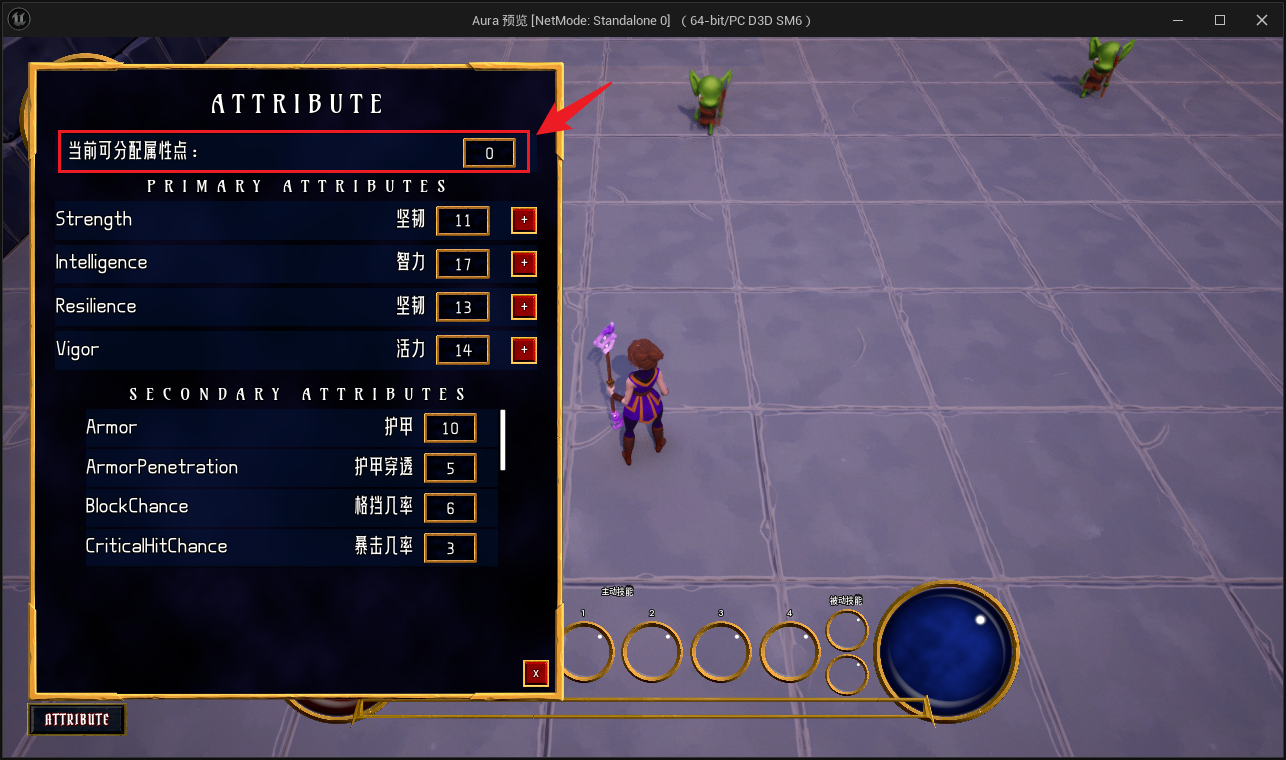 Aura 预览 [NetMode: Standalone 0] （64-bit/PC D3D SM6）
ATTRIBUTE
当前可分配属性点： 0
PRIMARY ATTRIBUTES
Strength 坚韧 11 +
Intelligence 智力 17 +
Resilience 坚韧 13 +
Vigor 活力 14 +
SECONDARY ATTRIBUTES
Armor 护甲 10
ArmorPenetration 护甲穿透 5
BlockChance 格挡几率 6
CriticalHitChance 暴击几率 3
主动技能
被动技能
1 2 3 4
x
ATTRIBUTE